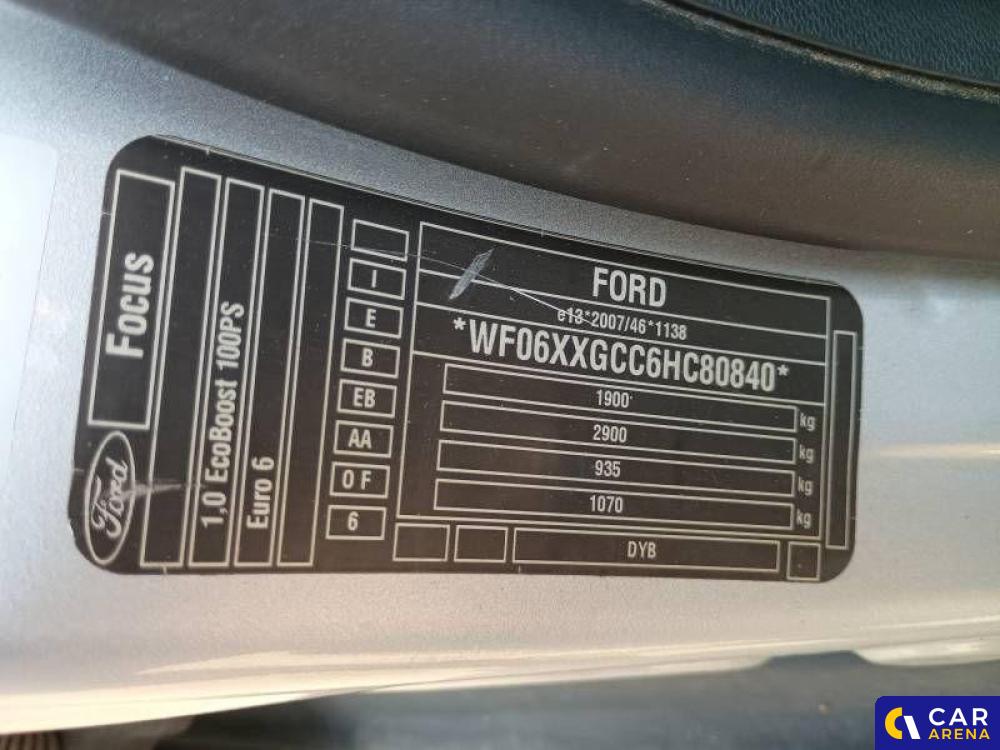 Focus
Ford
1,0 EcoBoost 100PS
Euro 6
I
E
B
EB
AA
0 F
6
FORD
e13*2007/46*1138
*WF06XXGCC6HC80840*
1900 kg
2900 kg
935 kg
1070 kg
DYB
CAR
ARENA